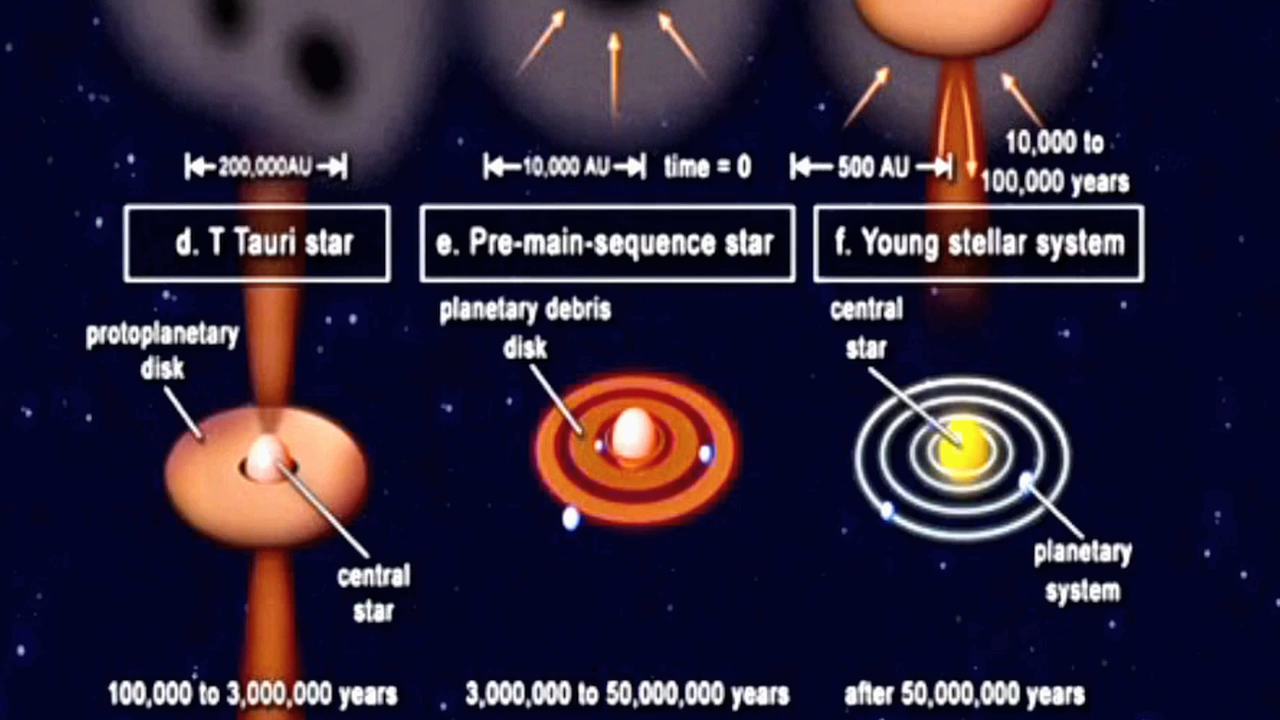 200,000AU
10,000 AU
time = 0
500 AU
10,000 to
100,000 years
d. T Tauri star
e. Pre-main-sequence star
f. Young stellar system
protoplanetary
disk
central
star
planetary debris
disk
central
star
planetary
system
100,000 to 3,000,000 years
3,000,000 to 50,000,000 years
after 50,000,000 years